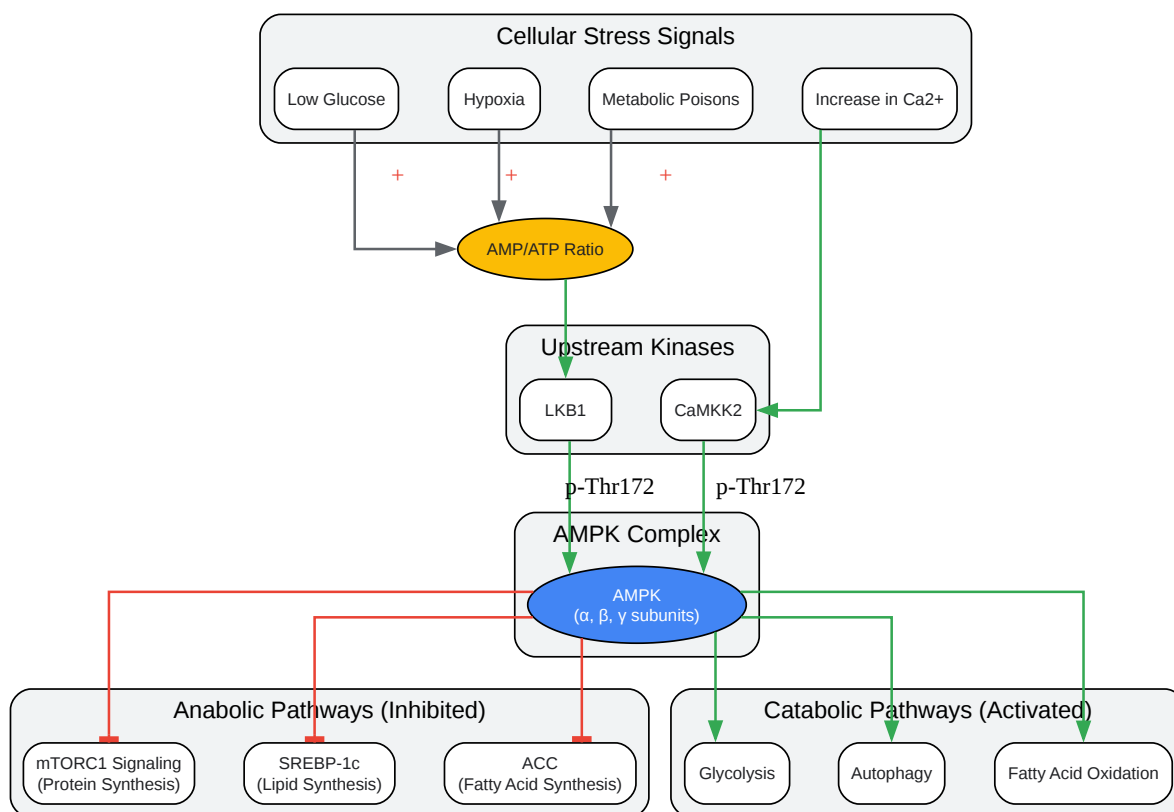 Cellular Stress Signals
Low Glucose
Hypoxia
Metabolic Poisons
Increase in Ca2+
+
+
+
AMP/ATP Ratio
Upstream Kinases
LKB1
CaMKK2
p-Thr172
p-Thr172
AMPK Complex
AMPK
(α, β, γ subunits)
Anabolic Pathways (Inhibited)
mTORC1 Signaling
(Protein Synthesis)
SREBP-1c
(Lipid Synthesis)
ACC
(Fatty Acid Synthesis)
Catabolic Pathways (Activated)
Glycolysis
Autophagy
Fatty Acid Oxidation